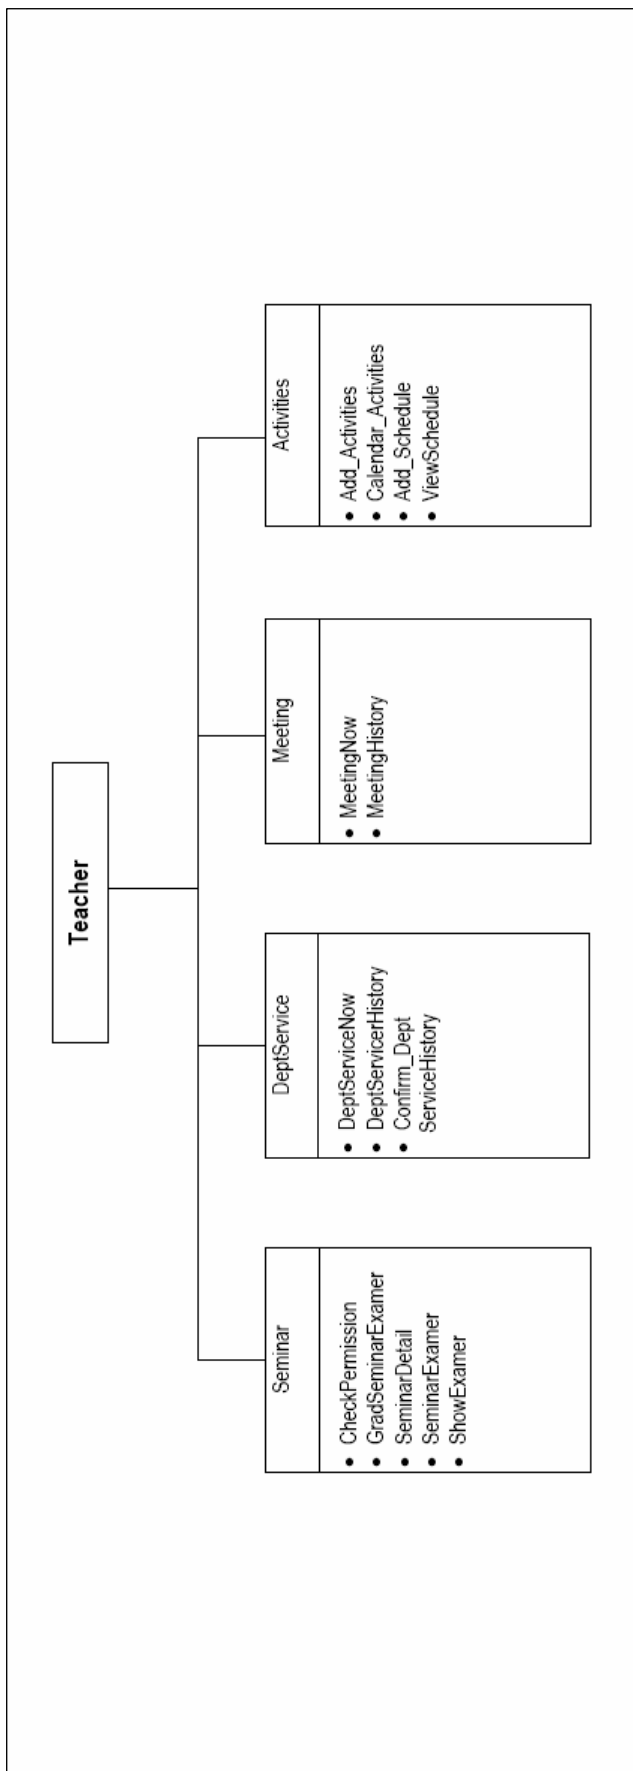 Teacher
Seminar
• CheckPermission
• GradSeminarExamer
• SeminarDetail
• SeminarExamer
• ShowExamer
DeptService
• DeptServiceNow
• DeptServicerHistory
• Confirm_Dept
ServiceHistory
Meeting
• MeetingNow
• MeetingHistory
Activities
• Add_Activities
• Calendar_Activities
• Add_Schedule
• ViewSchedule